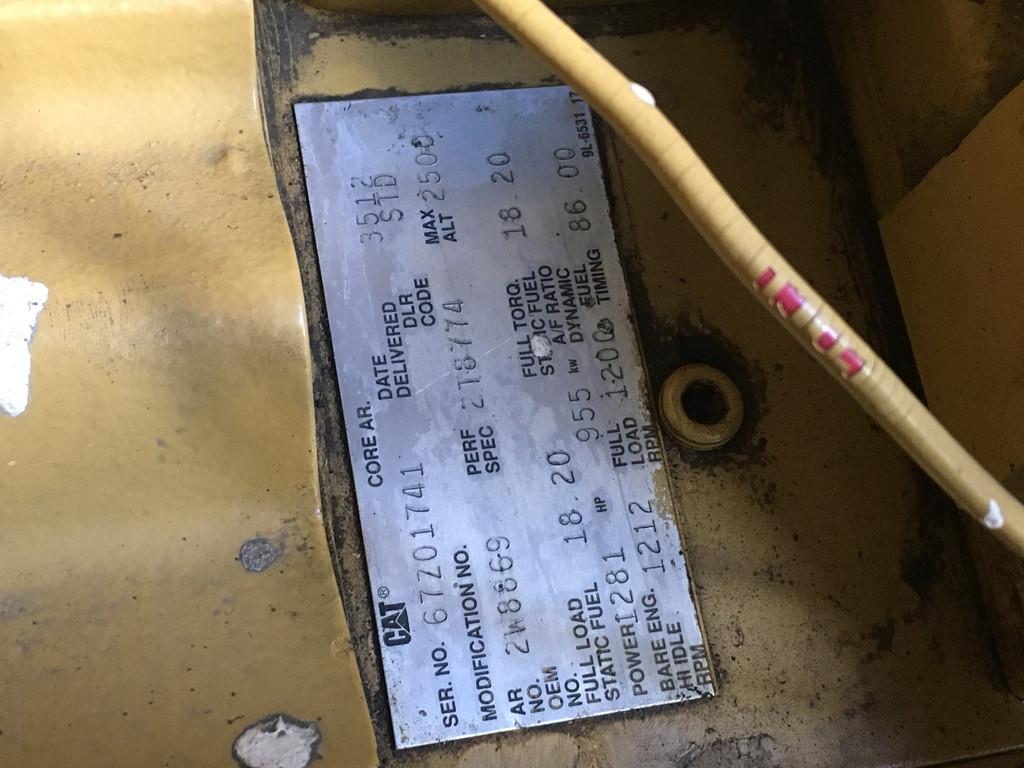 CAT® CORE AR. 3512
SER. NO. 67Z01741 DATE DELIVERED STD
MODIFICATION NO. DLR CODE MAX ALT 2500
AR NO. 2W8869 PERF SPEC 2T8774
OEM NO.
FULL LOAD STATIC FUEL 18.20 FULL TORQ. STATIC FUEL 18.20
A/F RATIO DYNAMIC
POWER 1281 HP 955 kw FUEL TIMING 86.00
BARE ENG. HI IDLE RPM 1212 FULL LOAD RPM 1200
9L-6531